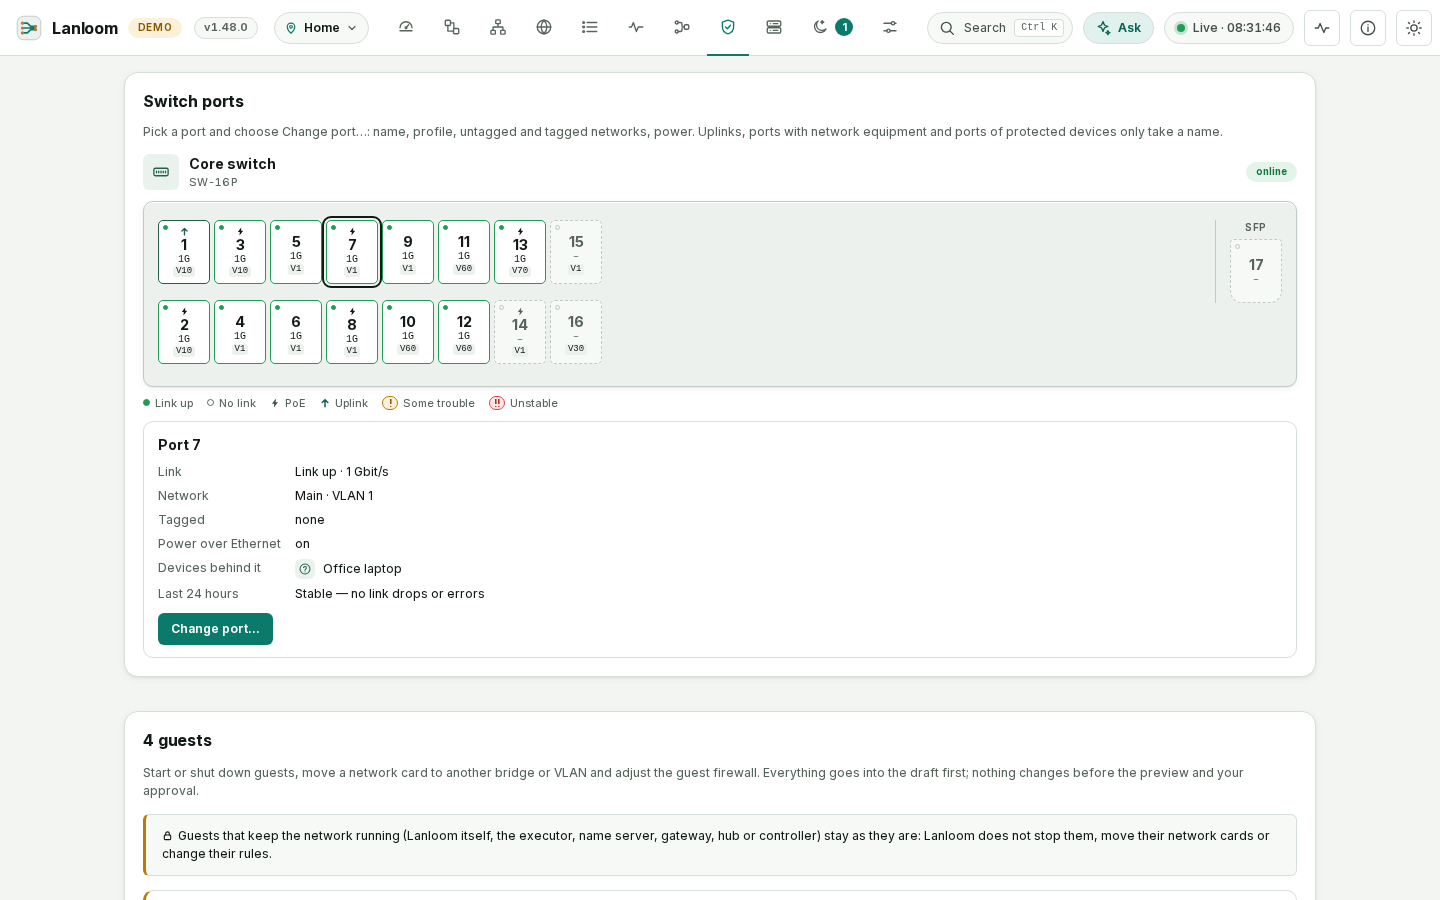 Lanloom DEMO v1.48.0 Home 1 Search Ctrl K Ask Live · 08:31:46
Switch ports
Pick a port and choose Change port...: name, profile, untagged and tagged networks, power. Uplinks, ports with network equipment and ports of protected devices only take a name.
Core switch
SW-16P
online
1 3 5 7 9 11 13 15
1G 1G 1G 1G 1G 1G 1G –
V10 V10 V1 V1 V1 V60 V70 V1
SFP
17
–
2 4 6 8 10 12 14 16
1G 1G 1G 1G 1G 1G – –
V10 V1 V1 V1 V60 V60 V1 V30
Link up No link PoE Uplink ! Some trouble !! Unstable
Port 7
Link Link up · 1 Gbit/s
Network Main · VLAN 1
Tagged none
Power over Ethernet on
Devices behind it Office laptop
Last 24 hours Stable — no link drops or errors
Change port...
4 guests
Start or shut down guests, move a network card to another bridge or VLAN and adjust the guest firewall. Everything goes into the draft first; nothing changes before the preview and your
approval.
Guests that keep the network running (Lanloom itself, the executor, name server, gateway, hub or controller) stay as they are: Lanloom does not stop them, move their network cards or
change their rules.